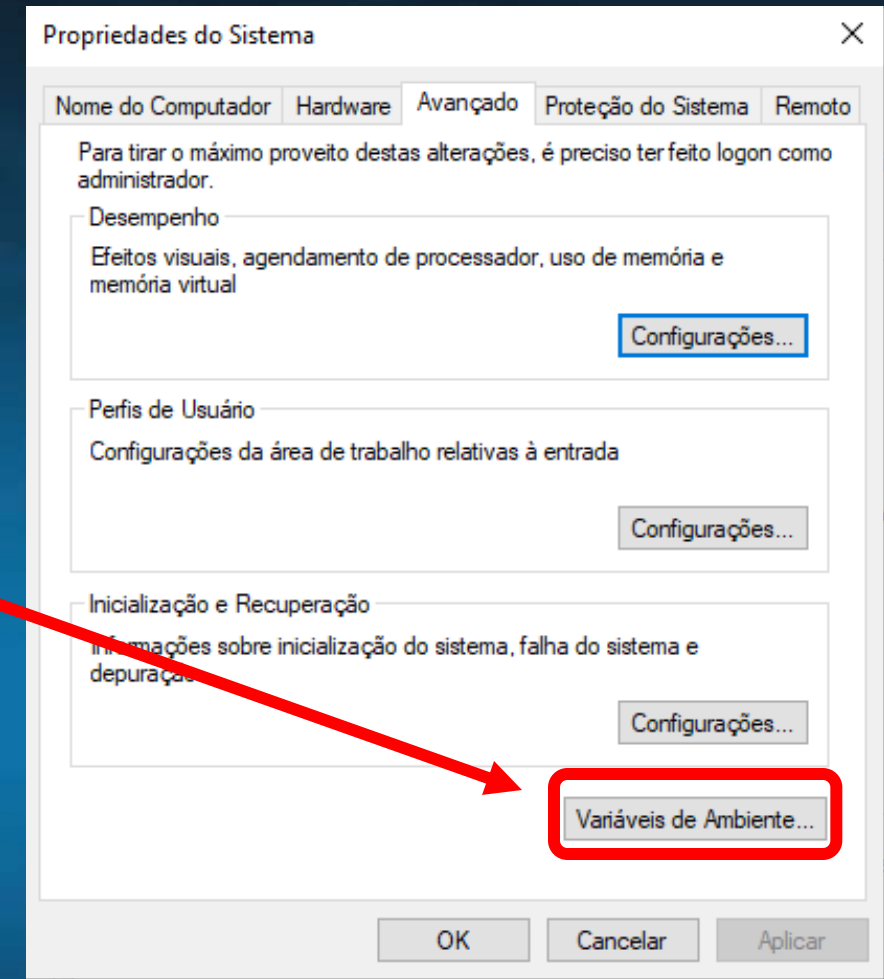 Propriedades do Sistema
Nome do Computador Hardware Avançado Proteção do Sistema Remoto
Para tirar o máximo proveito destas alterações, é preciso ter feito logon como
administrador.
Desempenho
Efeitos visuais, agendamento de processador, uso de memória e
memória virtual
Configurações...
Perfis de Usuário
Configurações da área de trabalho relativas à entrada
Configurações...
Inicialização e Recuperação
Informações sobre inicialização do sistema, falha do sistema e
depuração
Configurações...
Variáveis de Ambiente...
OK Cancelar Aplicar